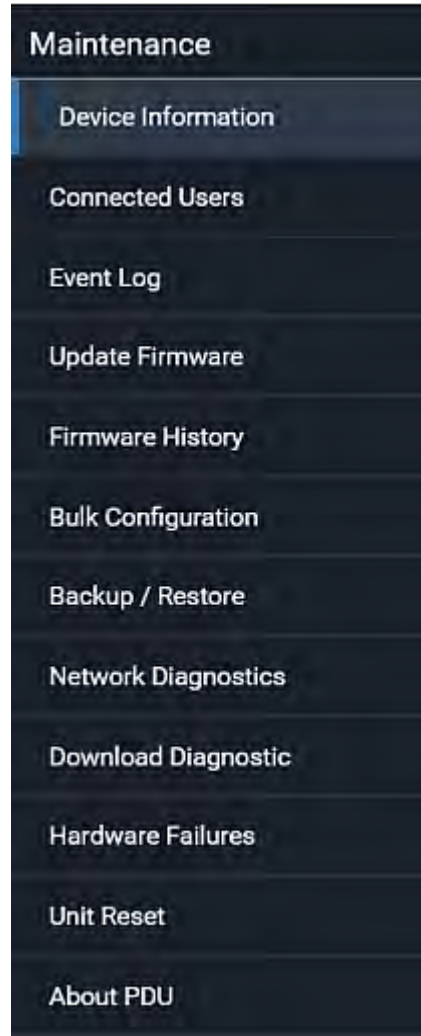 Maintenance
Device Information
Connected Users
Event Log
Update Firmware
Firmware History
Bulk Configuration
Backup / Restore
Network Diagnostics
Download Diagnostic
Hardware Failures
Unit Reset
About PDU